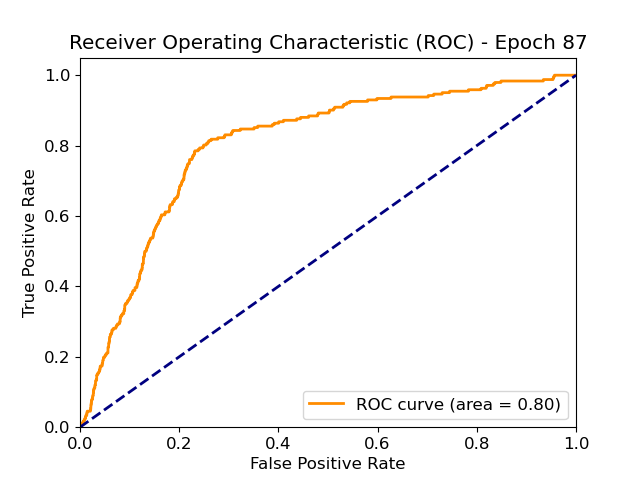 Receiver Operating Characteristic (ROC) - Epoch 87
1.0
0.8
0.6
0.4
0.2
0.0
True Positive Rate
ROC curve (area = 0.80)
0.0 0.2 0.4 0.6 0.8 1.0
False Positive Rate